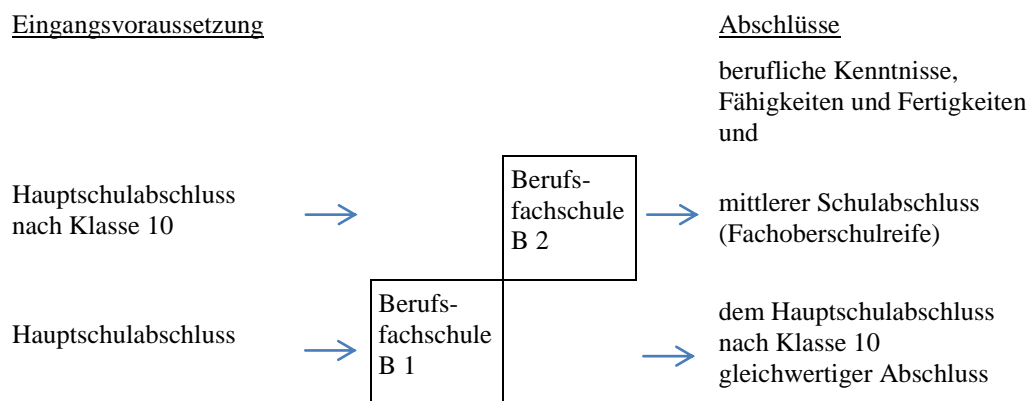 Eingangsvoraussetzung
Abschlüsse
berufliche Kenntnisse,
Fähigkeiten und Fertigkeiten
und
Hauptschulabschluss
nach Klasse 10
Berufs-
fachschule
B 2
mittlerer Schulabschluss
(Fachoberschulreife)
Hauptschulabschluss
Berufs-
fachschule
B 1
dem Hauptschulabschluss
nach Klasse 10
gleichwertiger Abschluss